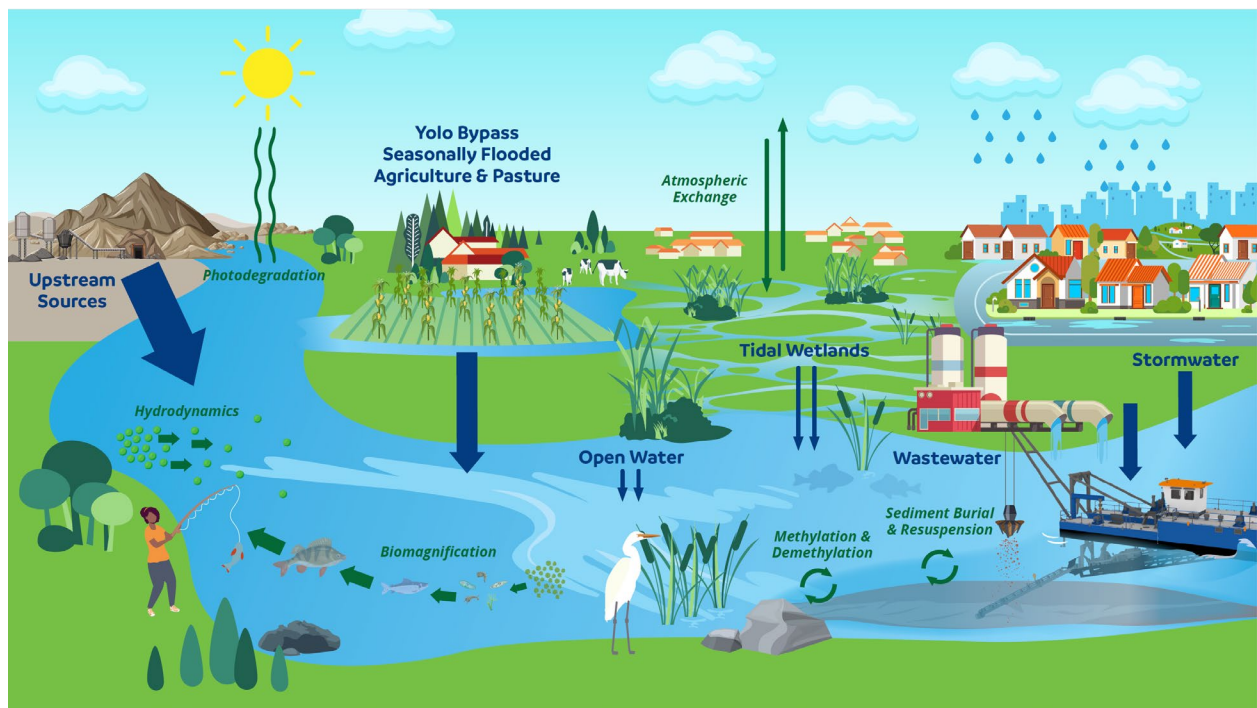 Yolo Bypass
Seasonally Flooded
Agriculture & Pasture
Atmospheric
Exchange
Upstream
Sources
Photodegradation
Tidal Wetlands
Stormwater
Hydrodynamics
Open Water
Wastewater
Sediment Burial
& Resuspension
Methylation &
Demethylation
Biomagnification